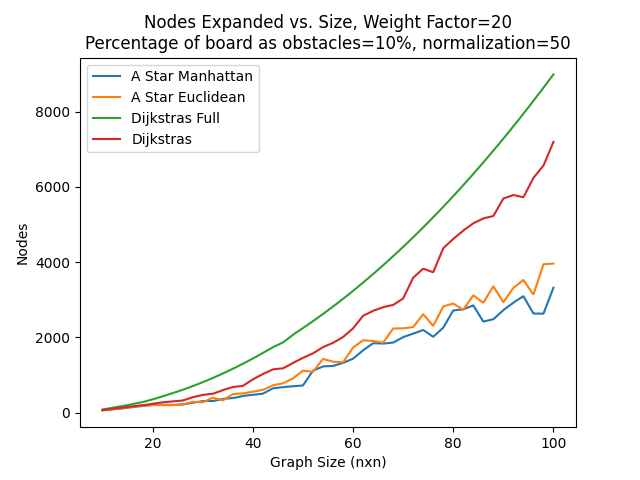 Nodes Expanded vs. Size, Weight Factor=20
Percentage of board as obstacles=10%, normalization=50
A Star Manhattan
A Star Euclidean
Dijkstras Full
Dijkstras
8000
6000
4000
2000
0
Nodes
20
40
60
80
100
Graph Size (nxn)